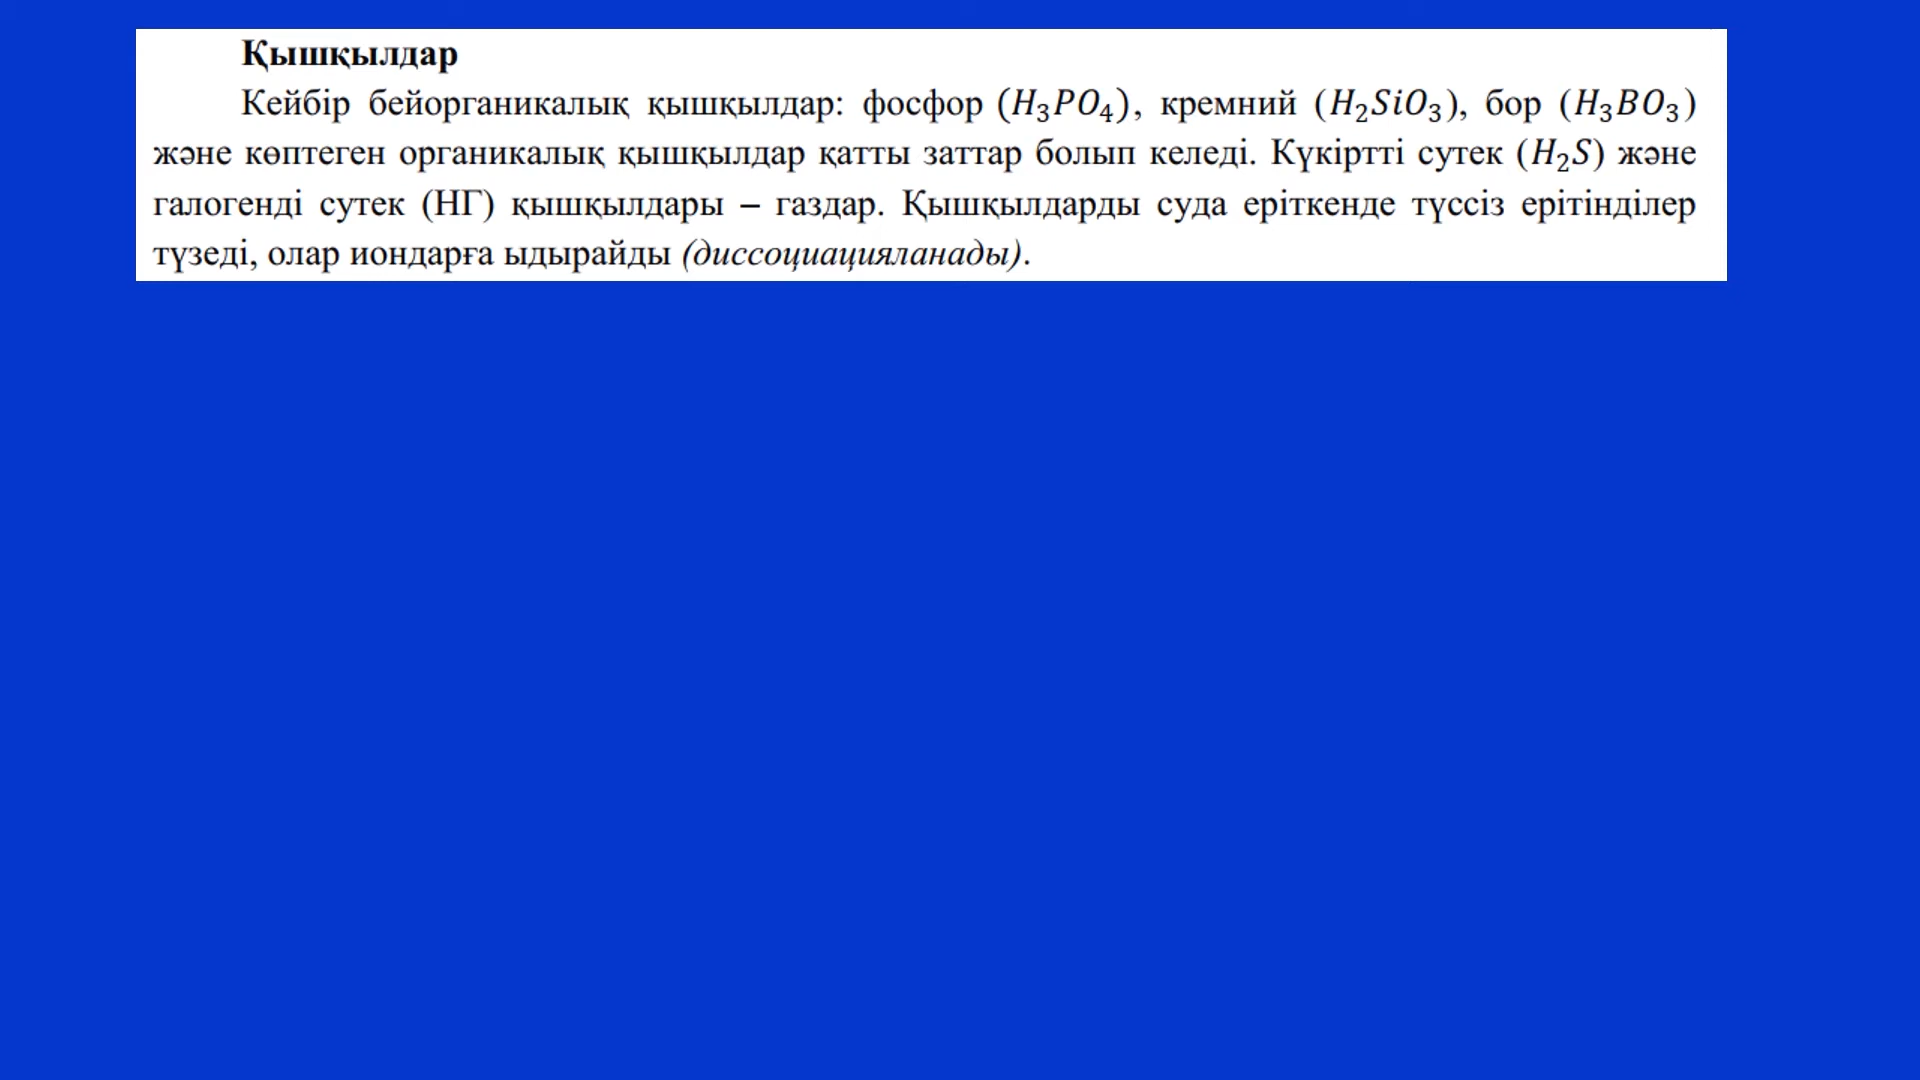 Қышқылдар
Кейбір бейорганикалық қышқылдар: фосфор (H₃PO₄), кремний (H₂SiO₃), бор (H₃BO₃)
және көптеген органикалық қышқылдар қатты заттар болып келеді. Күкіртті сутек (H₂S) және
галогенді сутек (НГ) қышқылдары – газдар. Қышқылдарды суда еріткенде түссіз ерітінділер
түзеді, олар иондарға ыдырайды (диссоциацияланады).